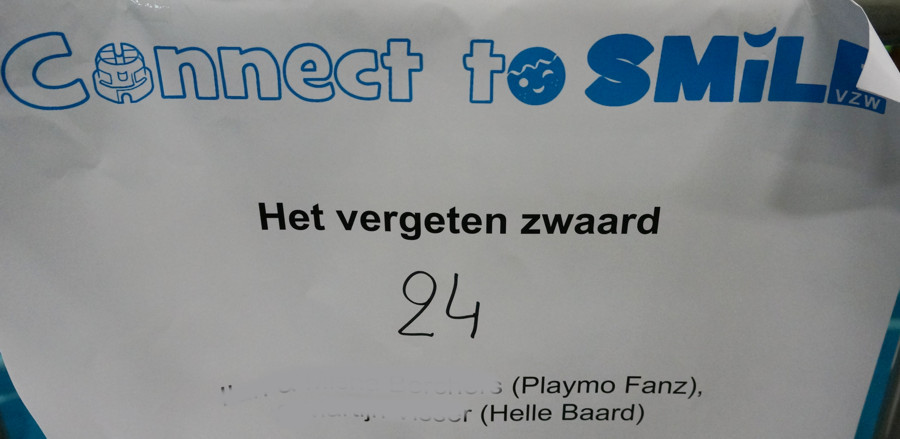 Connect to SMiLE
vzw
Het vergeten zwaard
24
(Playmo Fanz),
(Helle Baard)